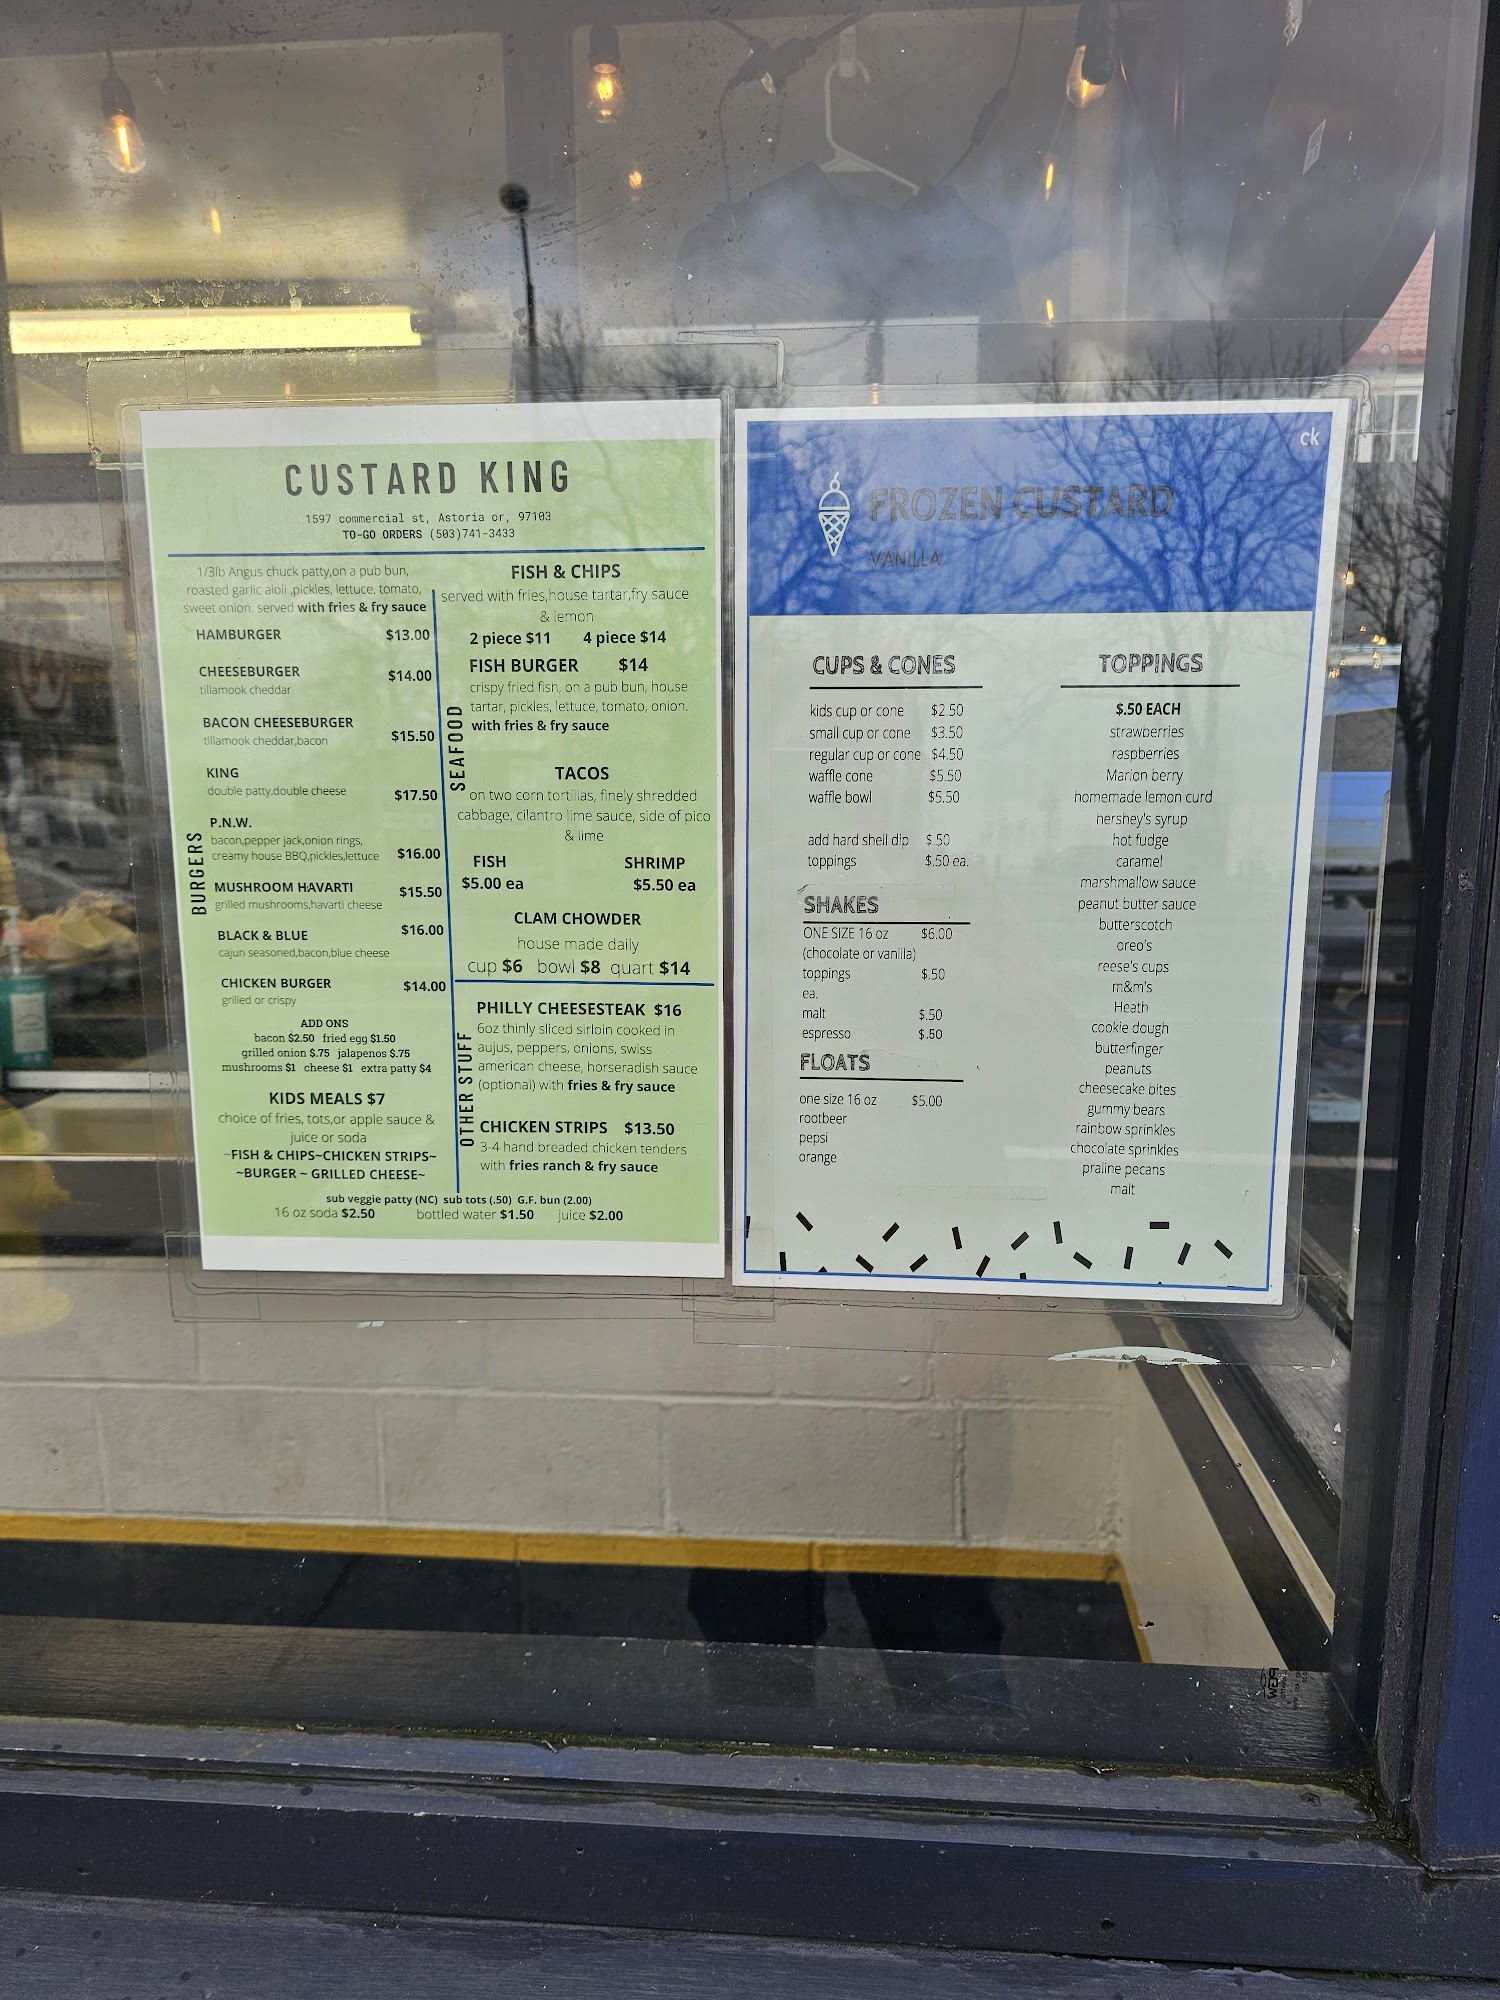 CUSTARD KING
1597 commercial st, Astoria or, 97103
TO-GO ORDERS (503)741-3433
BURGERS
1/3lb Angus chuck patty,on a pub bun,
roasted garlic aioli ,pickles, lettuce, tomato,
sweet onion. served with fries & fry sauce
HAMBURGER $13.00
CHEESEBURGER $14.00
tillamook cheddar
BACON CHEESEBURGER $15.50
tillamook cheddar,bacon
KING $17.50
double patty,double cheese
P.N.W. $16.00
bacon,pepper jack,onion rings,
creamy house BBQ,pickles,lettuce
MUSHROOM HAVARTI $15.50
grilled mushrooms,havarti cheese
BLACK & BLUE $16.00
cajun seasoned,bacon,blue cheese
CHICKEN BURGER $14.00
grilled or crispy
ADD ONS
bacon $2.50 fried egg $1.50
grilled onion $.75 jalapenos $.75
mushrooms $1 cheese $1 extra patty $4
KIDS MEALS $7
choice of fries, tots,or apple sauce &
juice or soda
~FISH & CHIPS~CHICKEN STRIPS~
~BURGER ~ GRILLED CHEESE~
SEAFOOD
FISH & CHIPS
served with fries,house tartar,fry sauce
& lemon
2 piece $11 4 piece $14
FISH BURGER $14
crispy fried fish, on a pub bun, house
tartar, pickles, lettuce, tomato, onion.
with fries & fry sauce
TACOS
on two corn tortillas, finely shredded
cabbage, cilantro lime sauce, side of pico
& lime
FISH SHRIMP
$5.00 ea $5.50 ea
CLAM CHOWDER
house made daily
cup $6 bowl $8 quart $14
OTHER STUFF
PHILLY CHEESESTEAK $16
6oz thinly sliced sirloin cooked in
aujus, peppers, onions, swiss
american cheese, horseradish sauce
(optional) with fries & fry sauce
CHICKEN STRIPS $13.50
3-4 hand breaded chicken tenders
with fries ranch & fry sauce
sub veggie patty (NC) sub tots (.50) G.F. bun (2.00)
16 oz soda $2.50 bottled water $1.50 juice $2.00
ck
FROZEN CUSTARD
VANILLA
CUPS & CONES
kids cup or cone $2.50
small cup or cone $3.50
regular cup or cone $4.50
waffle cone $5.50
waffle bowl $5.50
add hard shell dip $.50
toppings $.50 ea.
SHAKES
ONE SIZE 16 oz $6.00
(chocolate or vanilla)
toppings $.50
ea.
malt $.50
espresso $.50
FLOATS
one size 16 oz $5.00
rootbeer
pepsi
orange
TOPPINGS
$.50 EACH
strawberries
raspberries
Marion berry
homemade lemon curd
hershey's syrup
hot fudge
caramel
marshmallow sauce
peanut butter sauce
butterscotch
oreo's
reese's cups
m&m's
Heath
cookie dough
butterfinger
peanuts
cheesecake bites
gummy bears
rainbow sprinkles
chocolate sprinkles
praline pecans
malt